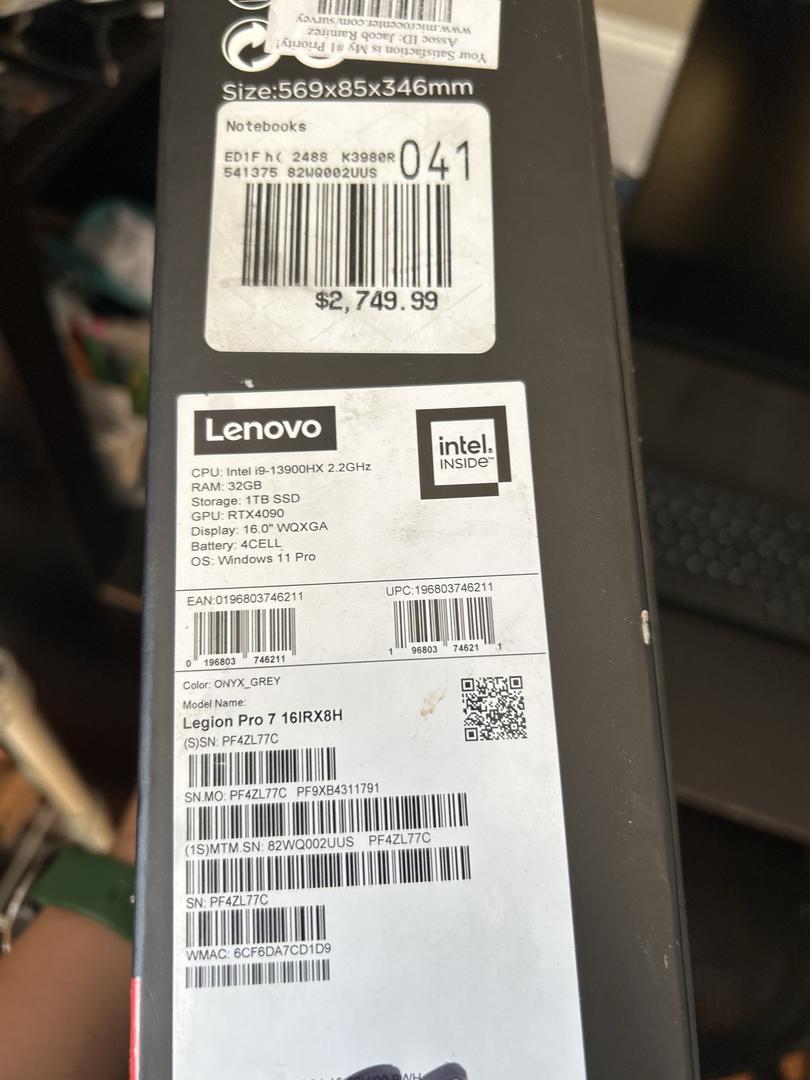 Your Satisfaction is My #1 Priority!
Assoc ID: Jacob Ramirez
www.microcenter.com/survey
Size:569x85x346mm
Notebooks
ED1F h( 248S K3980R 041
541375 82WQ002UUS
$2,749.99
Lenovo
intel.
INSIDE™
CPU: Intel i9-13900HX 2.2GHz
RAM: 32GB
Storage: 1TB SSD
GPU: RTX4090
Display: 16.0" WQXGA
Battery: 4CELL
OS: Windows 11 Pro
EAN:0196803746211
UPC:196803746211
0 196803 746211
1 96803 74621 1
Color: ONYX_GREY
Model Name:
Legion Pro 7 16IRX8H
(S)SN: PF4ZL77C
SN.MO: PF4ZL77C PF9XB4311791
(1S)MTM.SN: 82WQ002UUS PF4ZL77C
SN: PF4ZL77C
WMAC: 6CF6DA7CD1D9